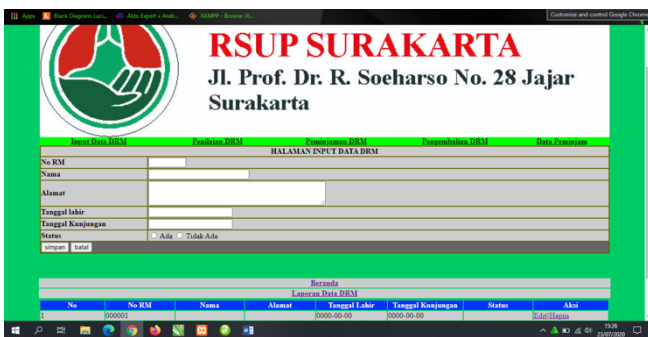 Apps Blank Diagram: Luci... Aldo Expert » Andr... XAMPP - Browse /X...
Customize and control Google Chrome
RSUP SURAKARTA
Jl. Prof. Dr. R. Soeharso No. 28 Jajar
Surakarta
Input Data DRM Penilaian DRM Peminjaman DRM Pengembalian DRM Data Peminjam
HALAMAN INPUT DATA DRM
No RM
Nama
Alamat
Tanggal lahir
Tanggal Kunjungan
Status Ada Tidak Ada
simpan batal
Beranda
Laporan Data DRM
No No RM Nama Alamat Tanggal Lahir Tanggal Kunjungan Status Aksi
1 000001 0000-00-00 0000-00-00 Edit|Hapus
15:26
23/07/2020